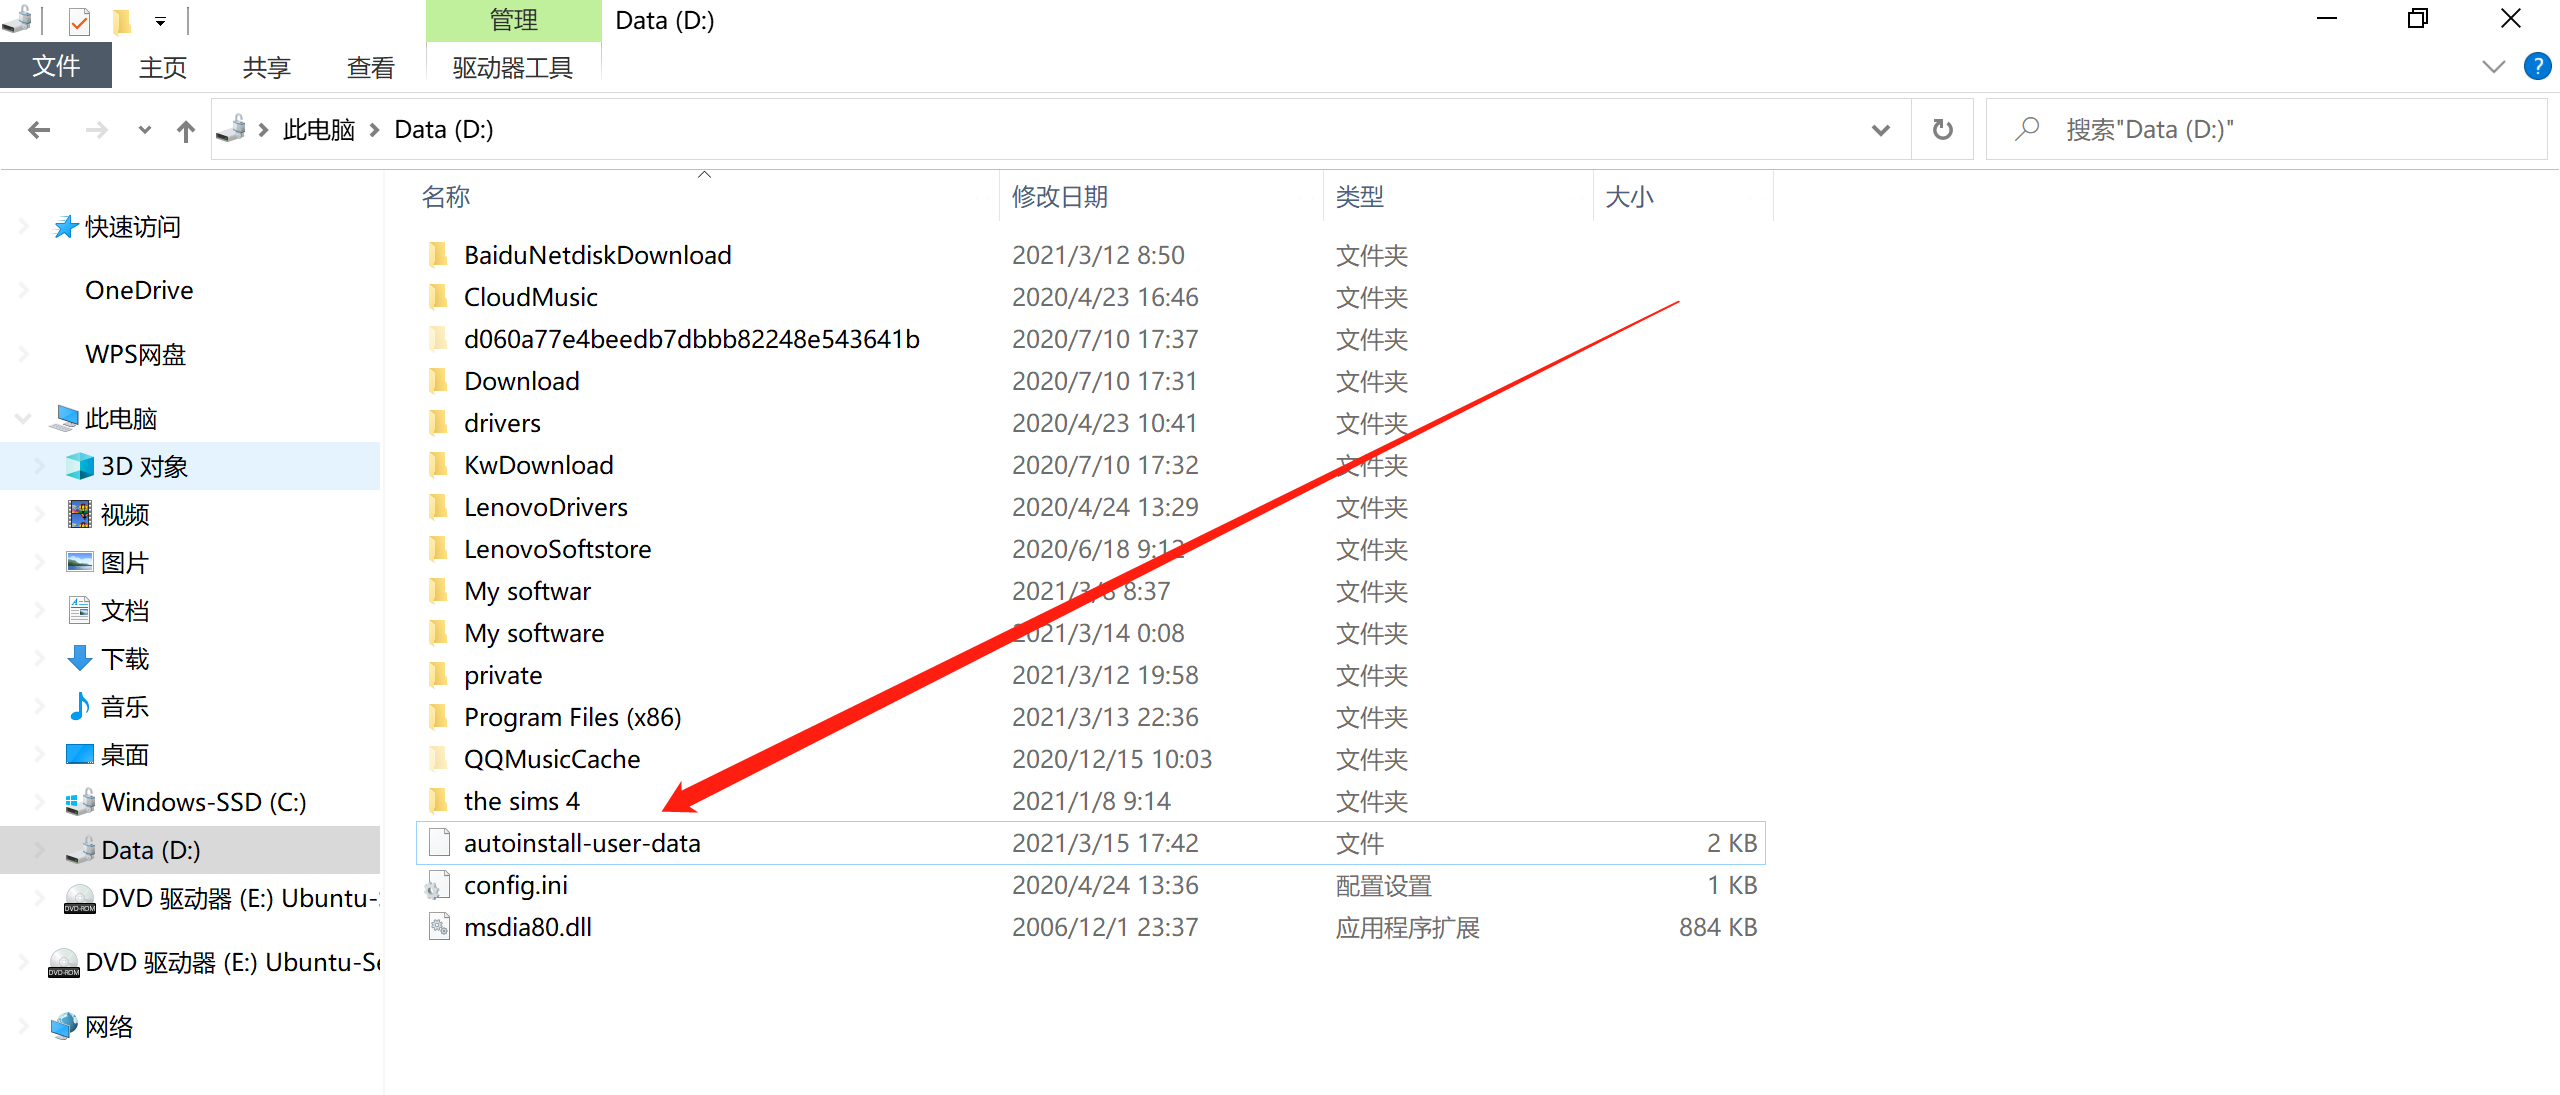 管理
Data (D:)
文件
主页
共享
查看
驱动器工具
此电脑
Data (D:)
搜索"Data (D:)"
快速访问
OneDrive
WPS网盘
此电脑
3D 对象
视频
图片
文档
下载
音乐
桌面
Windows-SSD (C:)
Data (D:)
DVD 驱动器 (E:) Ubuntu-
DVD 驱动器 (E:) Ubuntu-Se
网络
名称 修改日期 类型 大小
BaiduNetdiskDownload 2021/3/12 8:50 文件夹
CloudMusic 2020/4/23 16:46 文件夹
d060a77e4beedb7dbbb82248e543641b 2020/7/10 17:37 文件夹
Download 2020/7/10 17:31 文件夹
drivers 2020/4/23 10:41 文件夹
KwDownload 2020/7/10 17:32 文件夹
LenovoDrivers 2020/4/24 13:29 文件夹
LenovoSoftstore 2020/6/18 9:12 文件夹
My softwar 8:37 文件夹
My software 2021/3/14 0:08 文件夹
private 2021/3/12 19:58 文件夹
Program Files (x86) 2021/3/13 22:36 文件夹
QQMusicCache 2020/12/15 10:03 文件夹
the sims 4 2021/1/8 9:14 文件夹
autoinstall-user-data 2021/3/15 17:42 文件 2 KB
config.ini 2020/4/24 13:36 配置设置 1 KB
msdia80.dll 2006/12/1 23:37 应用程序扩展 884 KB